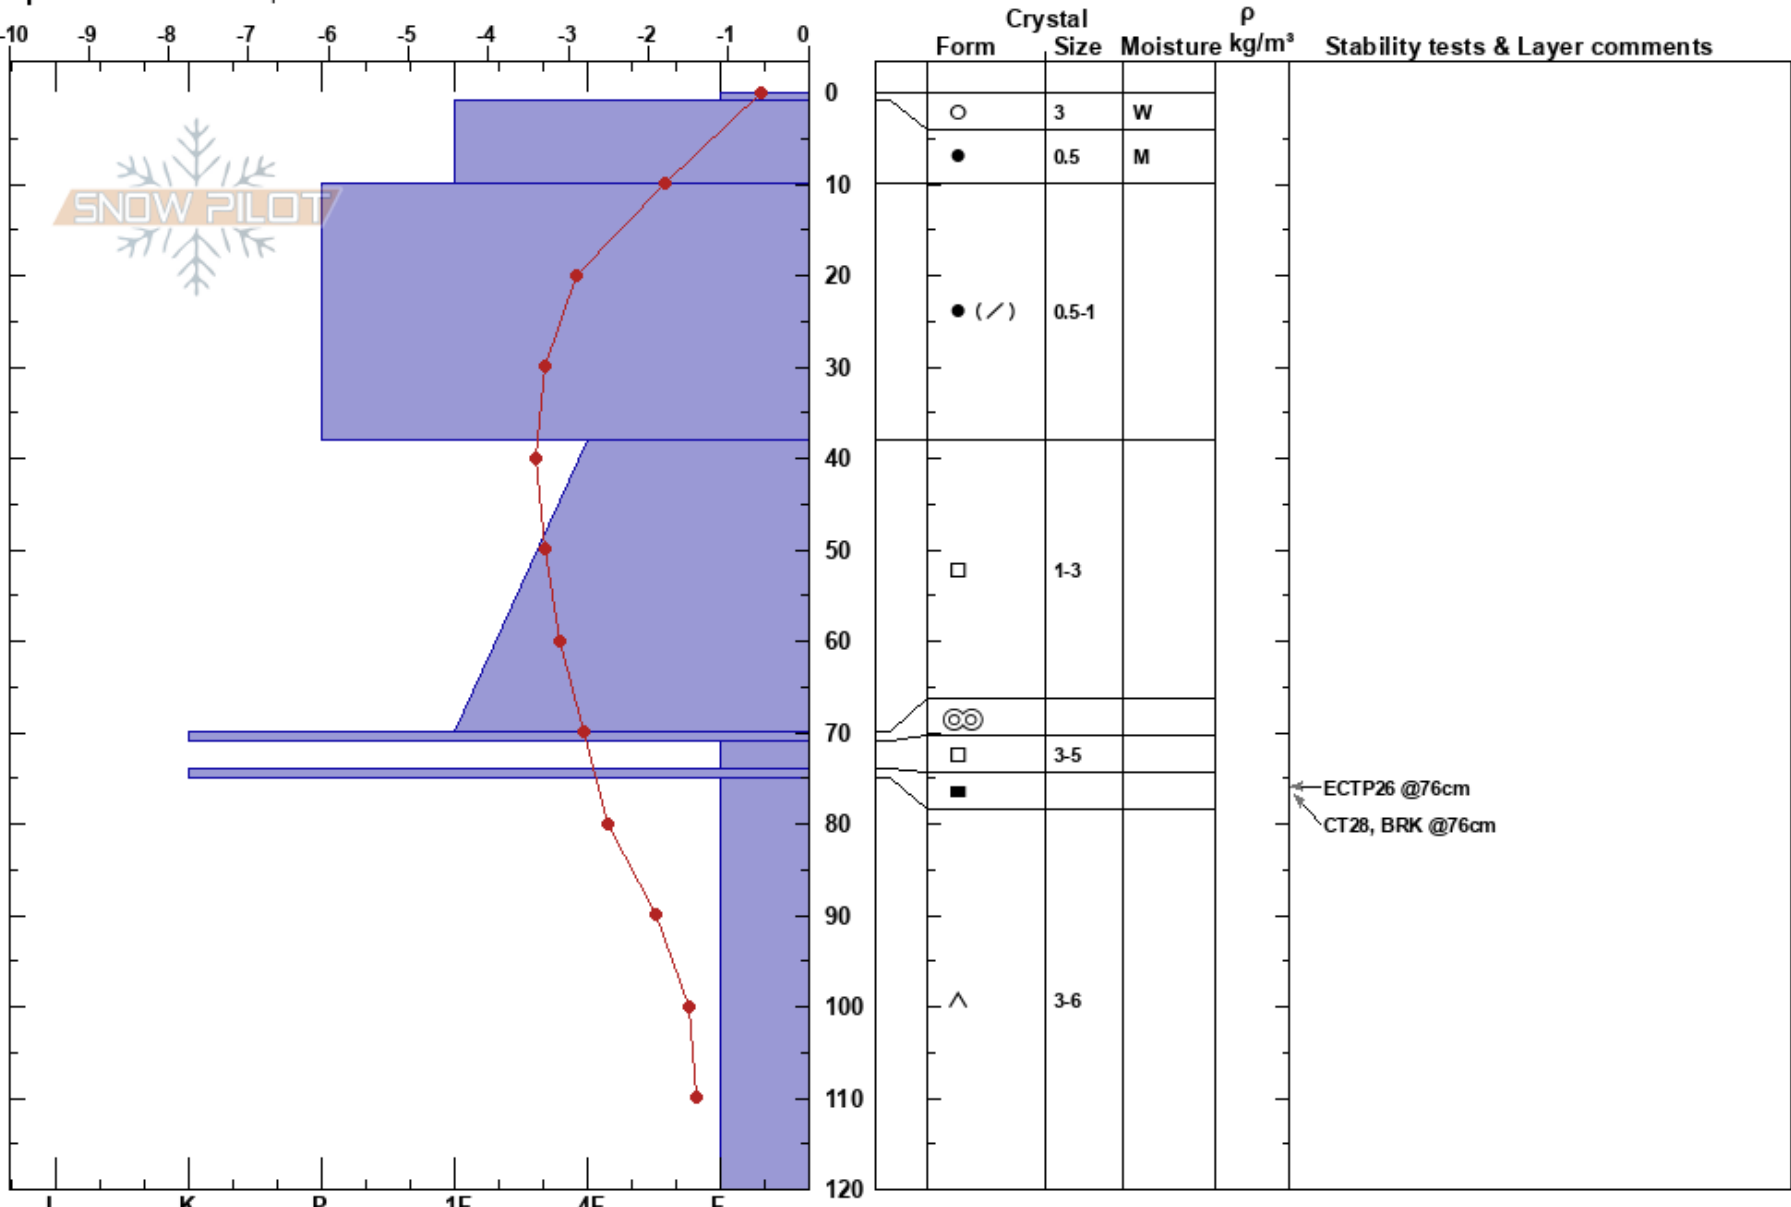 Crystal ρ
-10 -9 -8 -7 -6 -5 -4 -3 -2 -1 0
Form Size Moisture kg/m³ Stability tests & Layer comments
0
3 W
0.5 M
10
SNOW PILOT
20
0.5-1
30
40
50
1-3
60
70
3-5
ECTP26 @76cm
80
CT28, BRK @76cm
90
100
3-6
110
120
I K P 1F 4F F